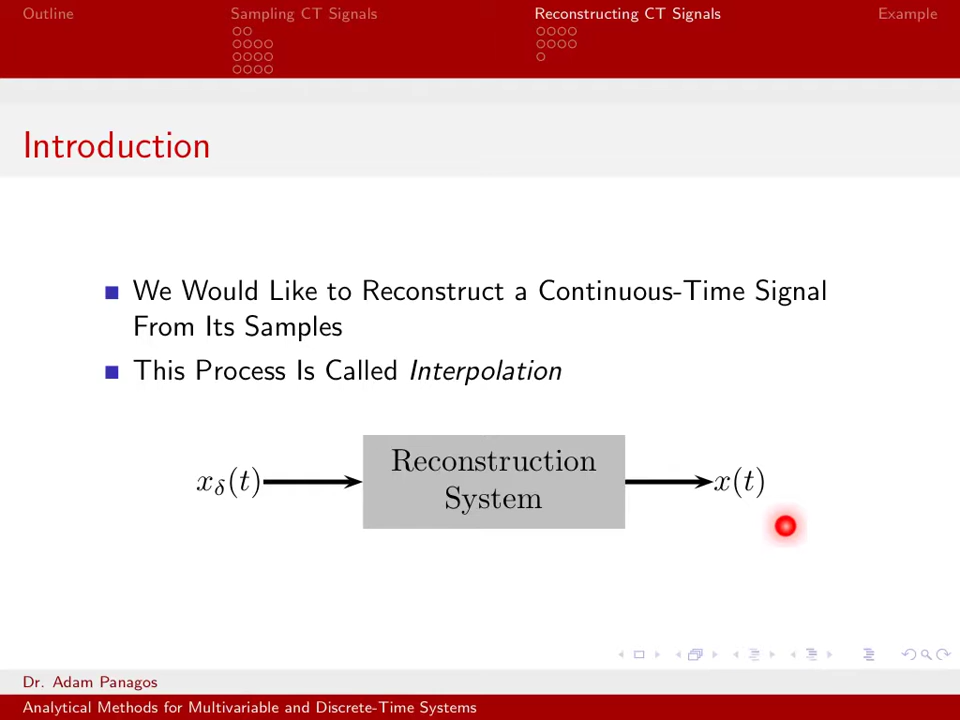 Outline
Sampling CT Signals
Reconstructing CT Signals
Example
Introduction
We Would Like to Reconstruct a Continuous-Time Signal
From Its Samples
This Process Is Called Interpolation
xδ(t)
Reconstruction
System
x(t)
Dr. Adam Panagos
Analytical Methods for Multivariable and Discrete-Time Systems